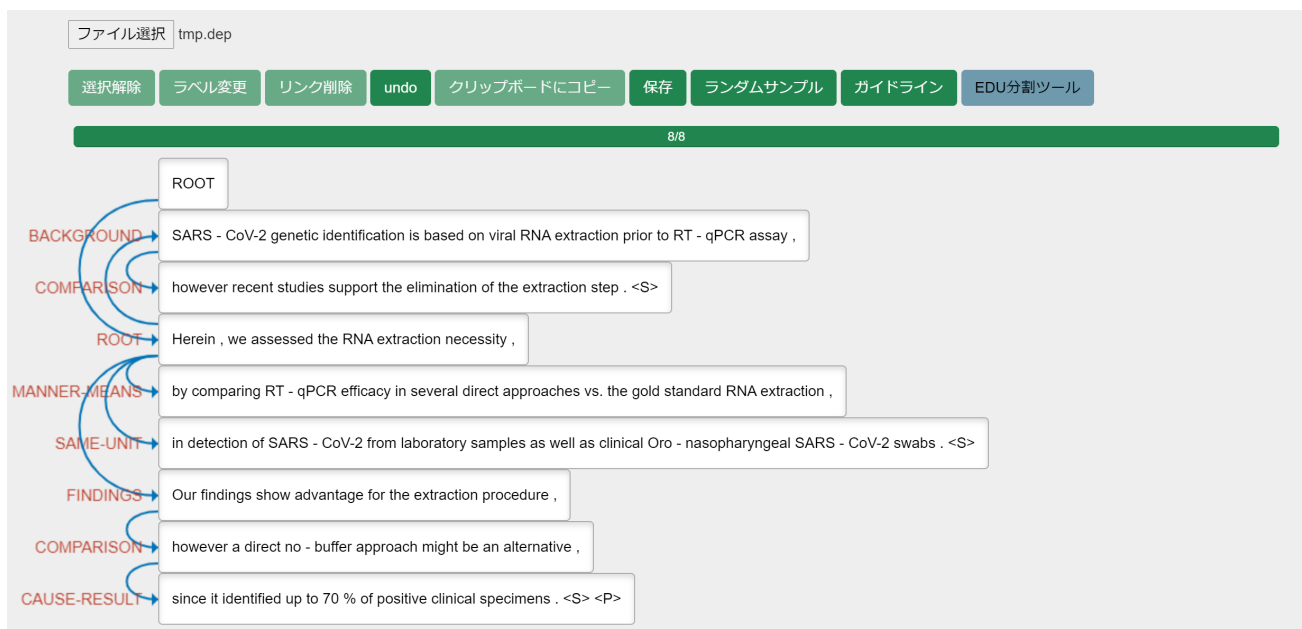 ファイル選択 tmp.dep
選択解除 ラベル変更 リンク削除 undo クリップボードにコピー 保存 ランダムサンプル ガイドライン EDU分割ツール
8/8
ROOT
BACKGROUND SARS - CoV-2 genetic identification is based on viral RNA extraction prior to RT - qPCR assay ,
COMPARISON however recent studies support the elimination of the extraction step . <S>
ROOT Herein , we assessed the RNA extraction necessity ,
MANNER-MEANS by comparing RT - qPCR efficacy in several direct approaches vs. the gold standard RNA extraction ,
SAME-UNIT in detection of SARS - CoV-2 from laboratory samples as well as clinical Oro - nasopharyngeal SARS - CoV-2 swabs . <S>
FINDINGS Our findings show advantage for the extraction procedure ,
COMPARISON however a direct no - buffer approach might be an alternative ,
CAUSE-RESULT since it identified up to 70 % of positive clinical specimens . <S> <P>